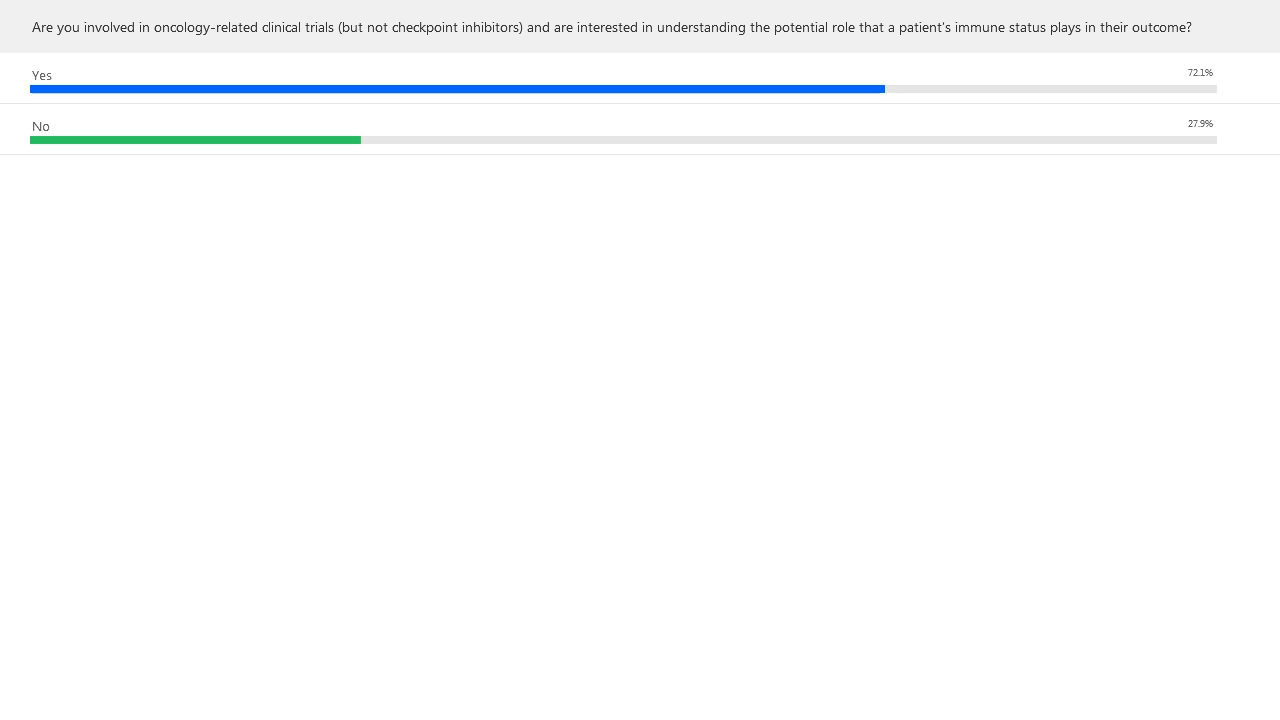 Are you involved in oncology-related clinical trials (but not checkpoint inhibitors) and are interested in understanding the potential role that a patient's immune status plays in their outcome?
Yes
72.1%
No
27.9%